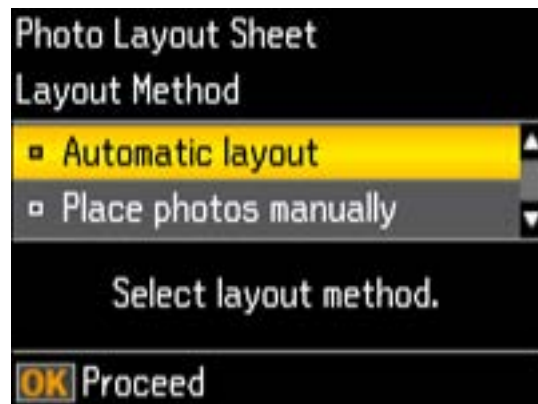 Photo Layout Sheet
Layout Method
Automatic layout
Place photos manually
Select layout method.
OK Proceed